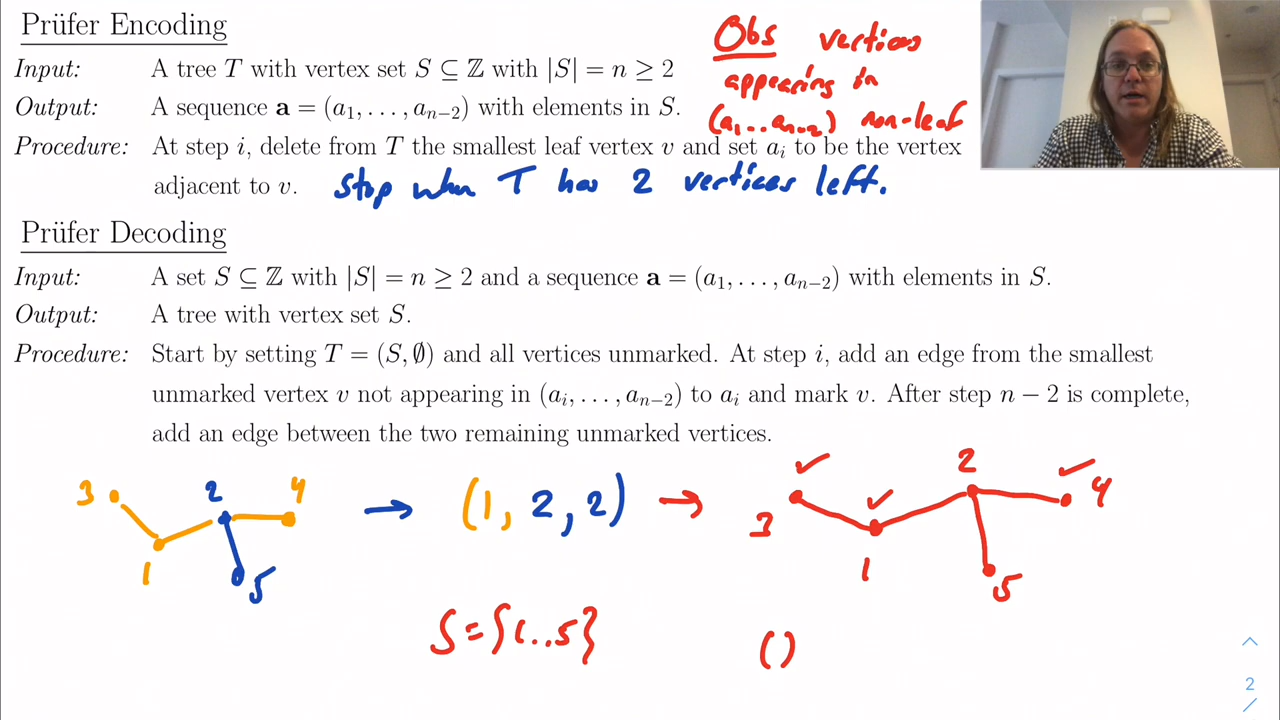 Prüfer Encoding
Input: A tree T with vertex set S ⊆ ℤ with |S| = n ≥ 2
Output: A sequence a = (a₁, . . . , aₙ₋₂) with elements in S.
Procedure: At step i, delete from T the smallest leaf vertex v and set aᵢ to be the vertex
adjacent to v. Stop when T has 2 vertices left.
Obs vertices
appearing in
(a₁..aₙ₋₂) non-leaf
Prüfer Decoding
Input: A set S ⊆ ℤ with |S| = n ≥ 2 and a sequence a = (a₁, . . . , aₙ₋₂) with elements in S.
Output: A tree with vertex set S.
Procedure: Start by setting T = (S, ∅) and all vertices unmarked. At step i, add an edge from the smallest
unmarked vertex v not appearing in (aᵢ, . . . , aₙ₋₂) to aᵢ and mark v. After step n − 2 is complete,
add an edge between the two remaining unmarked vertices.
3 2 4
1 5
→ (1, 2, 2) →
✓ 2 ✓
✓ 4
3
1 5
S={1..5}
()
2
/